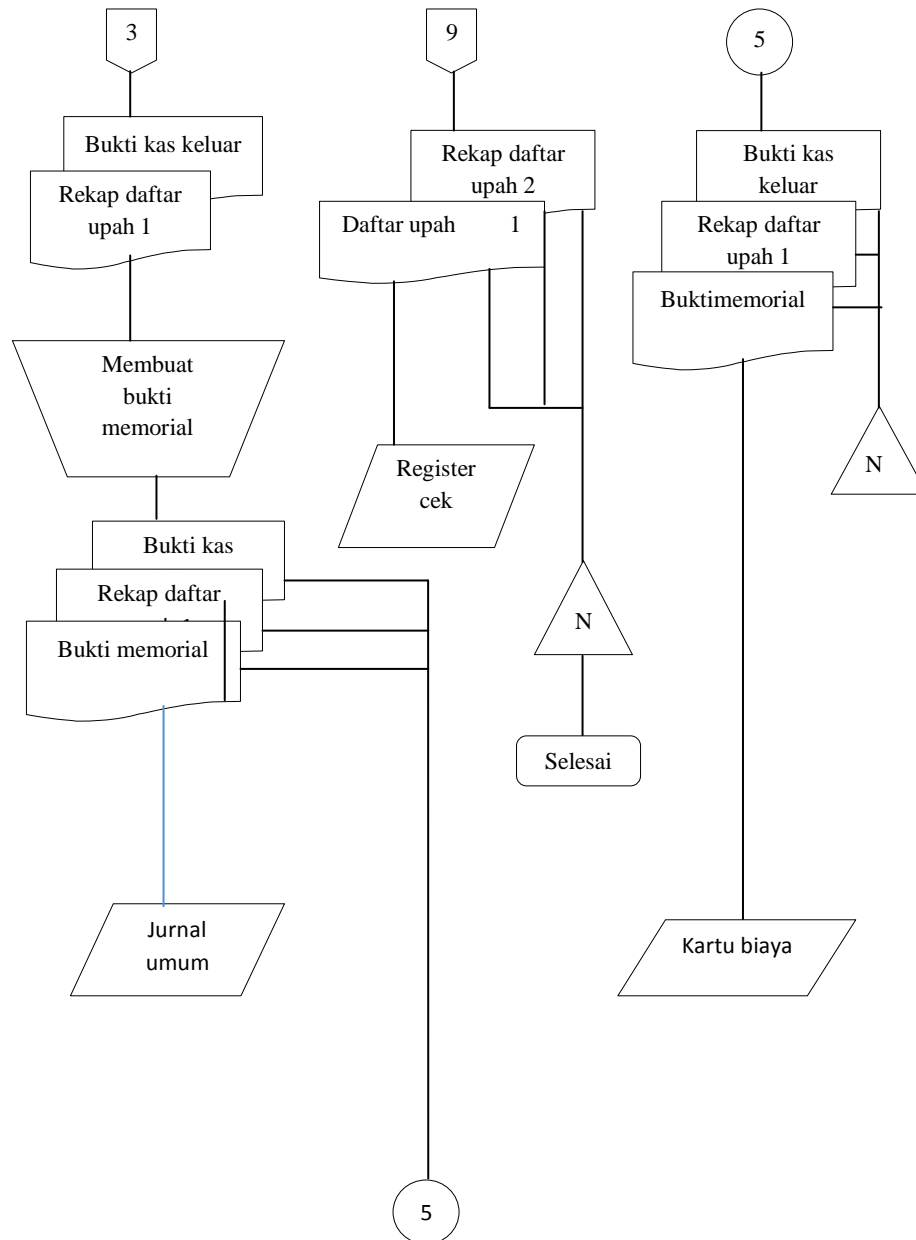 3
Bukti kas keluar
Rekap daftar
upah 1
Membuat
bukti
memorial
Bukti kas
Rekap daftar
Bukti memorial
Jurnal
umum
5
9
Rekap daftar
upah 2
Daftar upah 1
Register
cek
N
Selesai
5
Bukti kas
keluar
Rekap daftar
upah 1
Buktimemorial
N
Kartu biaya